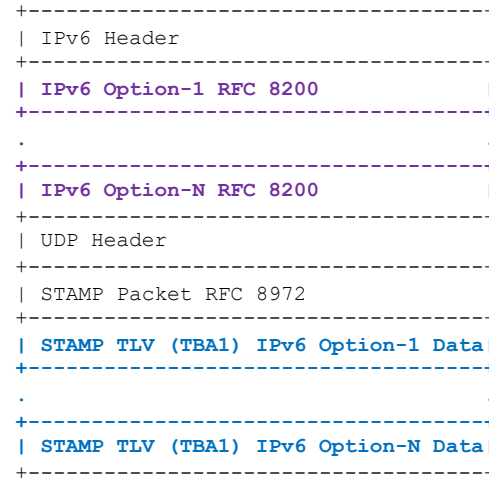 +------------------------------------
| IPv6 Header
+------------------------------------
| IPv6 Option-1 RFC 8200             |
+------------------------------------
.                                    .
+------------------------------------
| IPv6 Option-N RFC 8200             |
+------------------------------------
| UDP Header
+------------------------------------
| STAMP Packet RFC 8972
+------------------------------------
| STAMP TLV (TBA1) IPv6 Option-1 Data|
+------------------------------------+
.                                    .
+------------------------------------+
| STAMP TLV (TBA1) IPv6 Option-N Data|
+------------------------------------